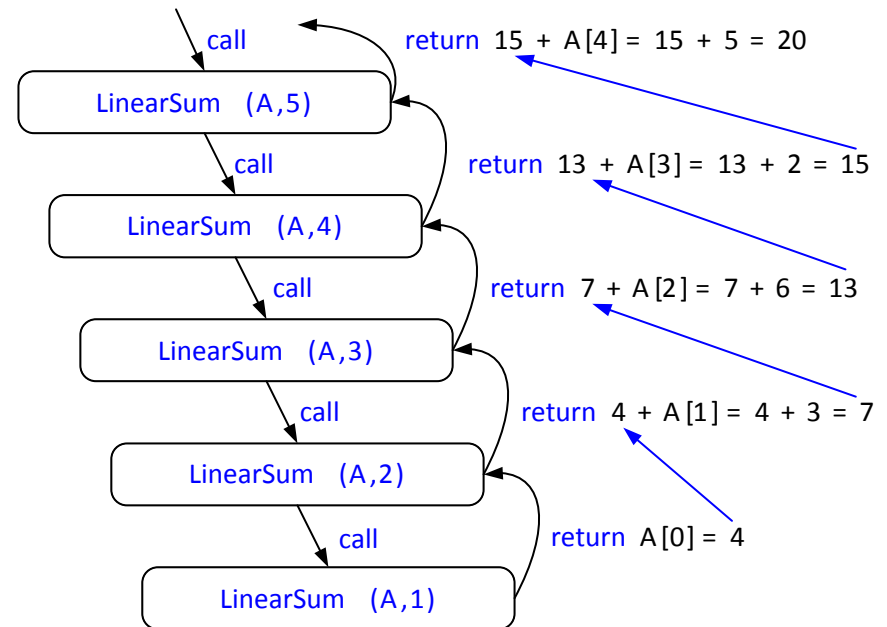 call
return 15 + A[4] = 15 + 5 = 20
LinearSum (A,5)
call
return 13 + A[3] = 13 + 2 = 15
LinearSum (A,4)
call
return 7 + A[2] = 7 + 6 = 13
LinearSum (A,3)
call
return 4 + A[1] = 4 + 3 = 7
LinearSum (A,2)
call
return A[0] = 4
LinearSum (A,1)